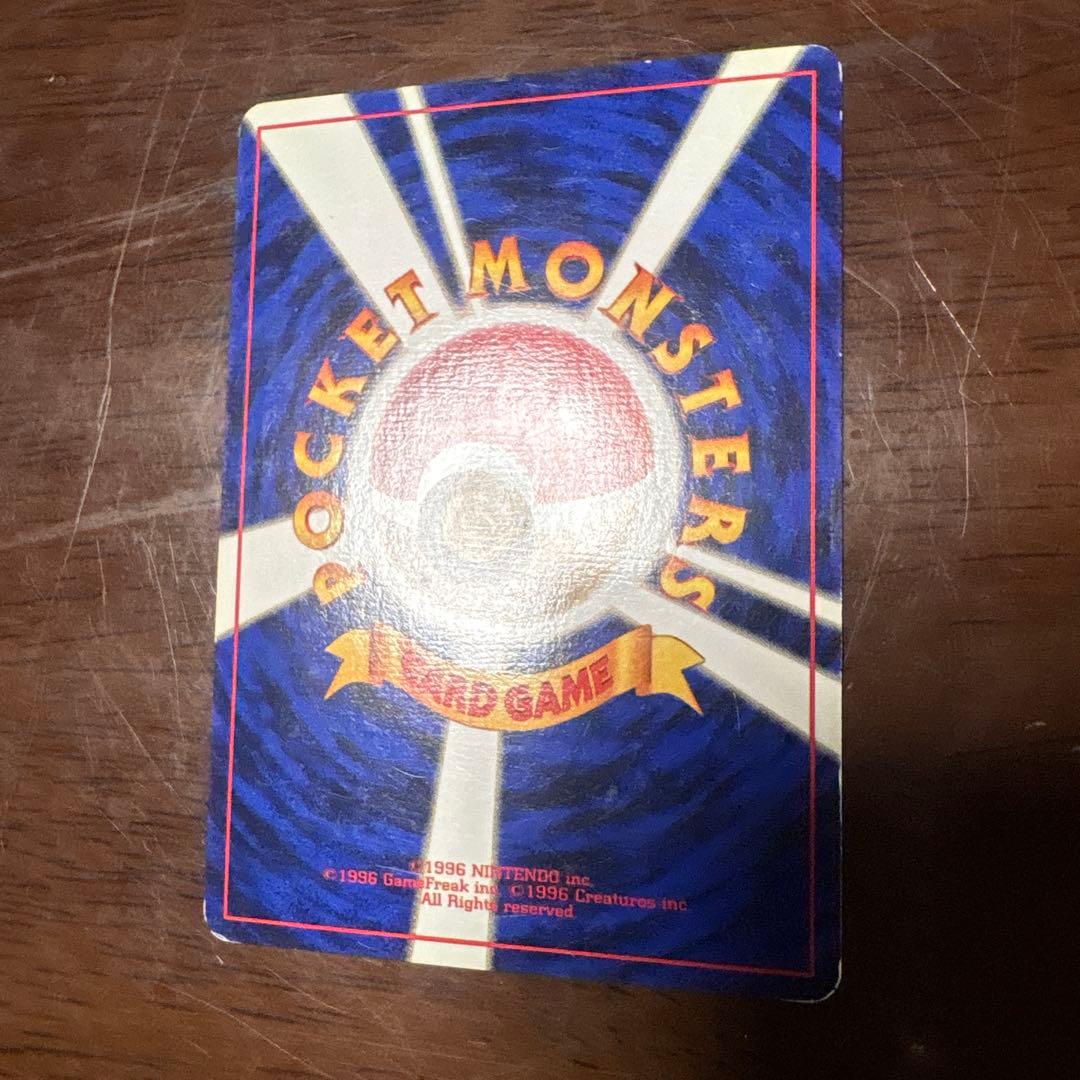 POCKET MONSTERS
CARD GAME
©1996 NINTENDO inc.
©1996 GameFreak inc. ©1996 Creatures inc.
All Rights reserved.